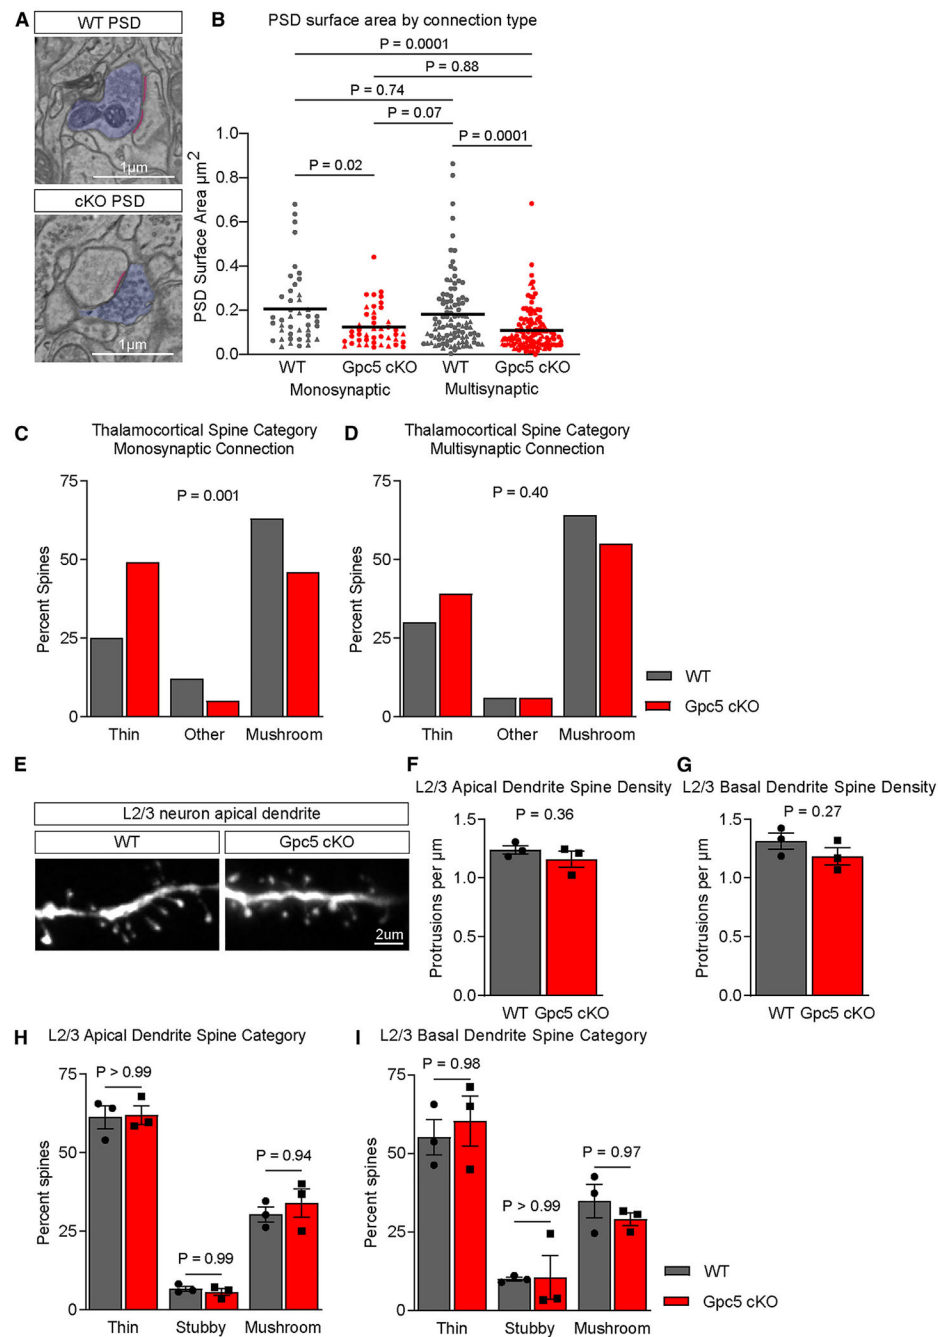 A
WT PSD
1µm
cKO PSD
1µm
B
PSD surface area by connection type
P = 0.0001
P = 0.88
P = 0.74
P = 0.07
P = 0.0001
P = 0.02
PSD Surface Area µm²
1.0
0.8
0.6
0.4
0.2
0.0
WT Gpc5 cKO WT Gpc5 cKO
Monosynaptic Multisynaptic
C
Thalamocortical Spine Category
Monosynaptic Connection
P = 0.001
Percent Spines
75
50
25
0
Thin Other Mushroom
D
Thalamocortical Spine Category
Multisynaptic Connection
P = 0.40
Percent Spines
75
50
25
0
Thin Other Mushroom
WT
Gpc5 cKO
E
L2/3 neuron apical dendrite
WT Gpc5 cKO
2um
F
L2/3 Apical Dendrite Spine Density
P = 0.36
Protrusions per µm
1.5
1.0
0.5
0.0
WT Gpc5 cKO
G
L2/3 Basal Dendrite Spine Density
P = 0.27
Protrusions per µm
1.5
1.0
0.5
0.0
WT Gpc5 cKO
H
L2/3 Apical Dendrite Spine Category
P > 0.99
P = 0.94
P = 0.99
Percent spines
75
50
25
0
Thin Stubby Mushroom
I
L2/3 Basal Dendrite Spine Category
P = 0.98
P = 0.97
P > 0.99
Percent spines
75
50
25
0
Thin Stubby Mushroom
WT
Gpc5 cKO